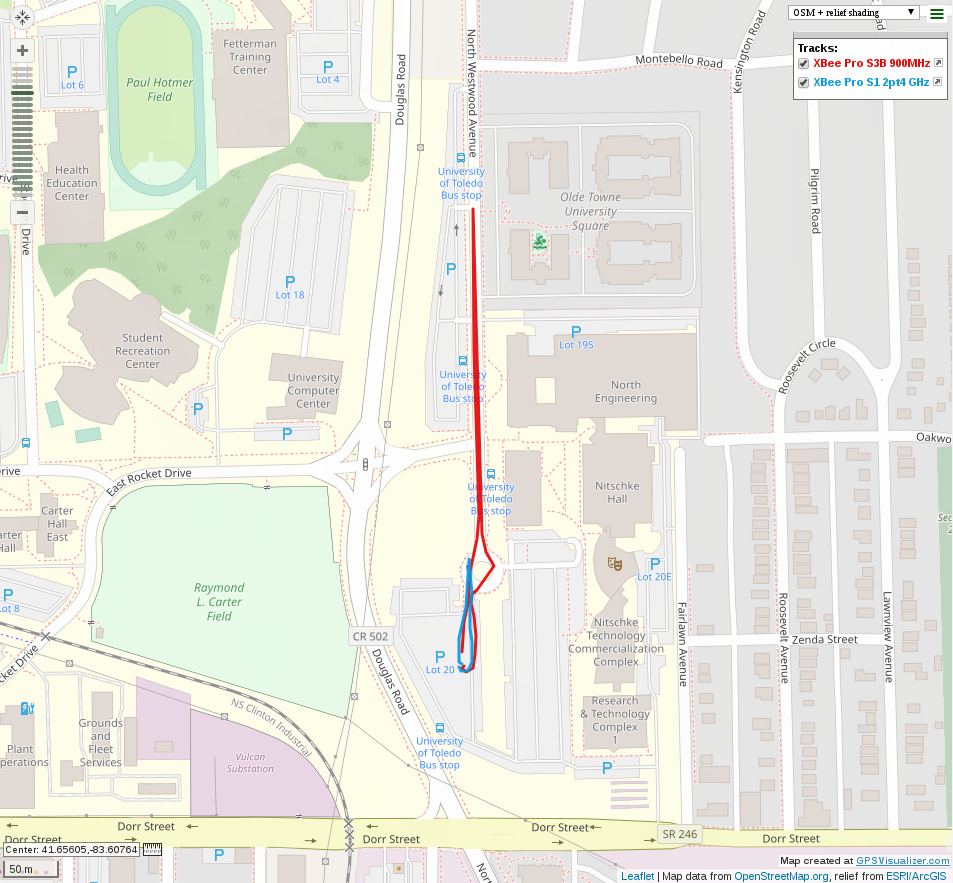 OSM + relief shading
Tracks:
XBee Pro S3B 900MHz
XBee Pro S1 2pt4 GHz
Kensington Road
Montebello Road
North Westwood Avenue
Douglas Road
Fetterman
Training
Center
P
Lot 6
Paul Hotmer
Field
P
Lot 4
Health
Education
Center
Drive
University
of Toledo
Bus stop
Olde Towne
University
Square
Pilgrim Road
P
Lot 18
P
Student
Recreation
Center
University
Computer
Center
P
P
University
of Toledo
Bus stop
P
Lot 19S
North
Engineering
Roosevelt Circle
Oakwo
East Rocket Drive
rive
Carter
Hall
East
arter
Hall
University
of Toledo
Bus stop
Nitschke
Hall
P
Lot 8
Raymond
L. Carter
Field
P
Lot 20E
Nitschke
Technology
Commercialization
Complex
Fairlawn Avenue
Roosevelt Avenue
Lawnview Avenue
Zenda Street
CR 502
P
Lot 20
Douglas Road
cket Drive
NS Clinton Industrial
Research
& Technology
Complex
1
Grounds
and
Fleet
Services
Plant
perations
Vulcan
Substation
University
of Toledo
Bus stop
P
Dorr Street
Dorr Street
Dorr Street
Dorr Street
SR 246
Dorr Street
P
Center: 41.65605,-83.60764
50 m
Map created at GPSVisualizer.com
Leaflet | Map data from OpenStreetMap.org, relief from ESRI/ArcGIS